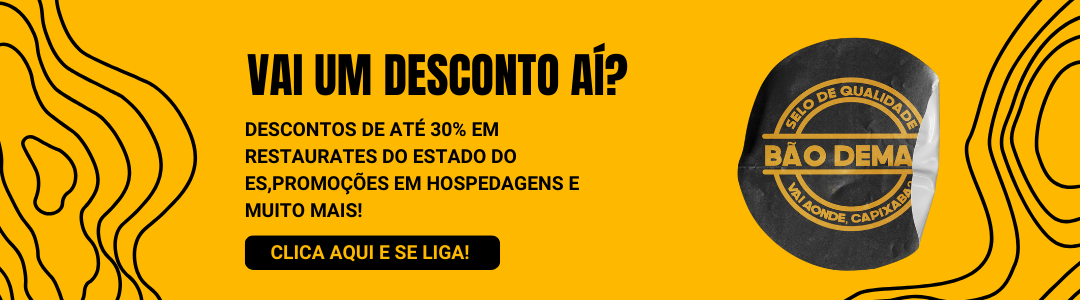 VAI UM DESCONTO AÍ?
DESCONTOS DE ATÉ 30% EM
RESTAURATES DO ESTADO DO
ES,PROMOÇÕES EM HOSPEDAGENS E
MUITO MAIS!
CLICA AQUI E SE LIGA!
SELO DE QUALIDADE
BÃO DEMA
VAI AONDE, CAPIXABA?